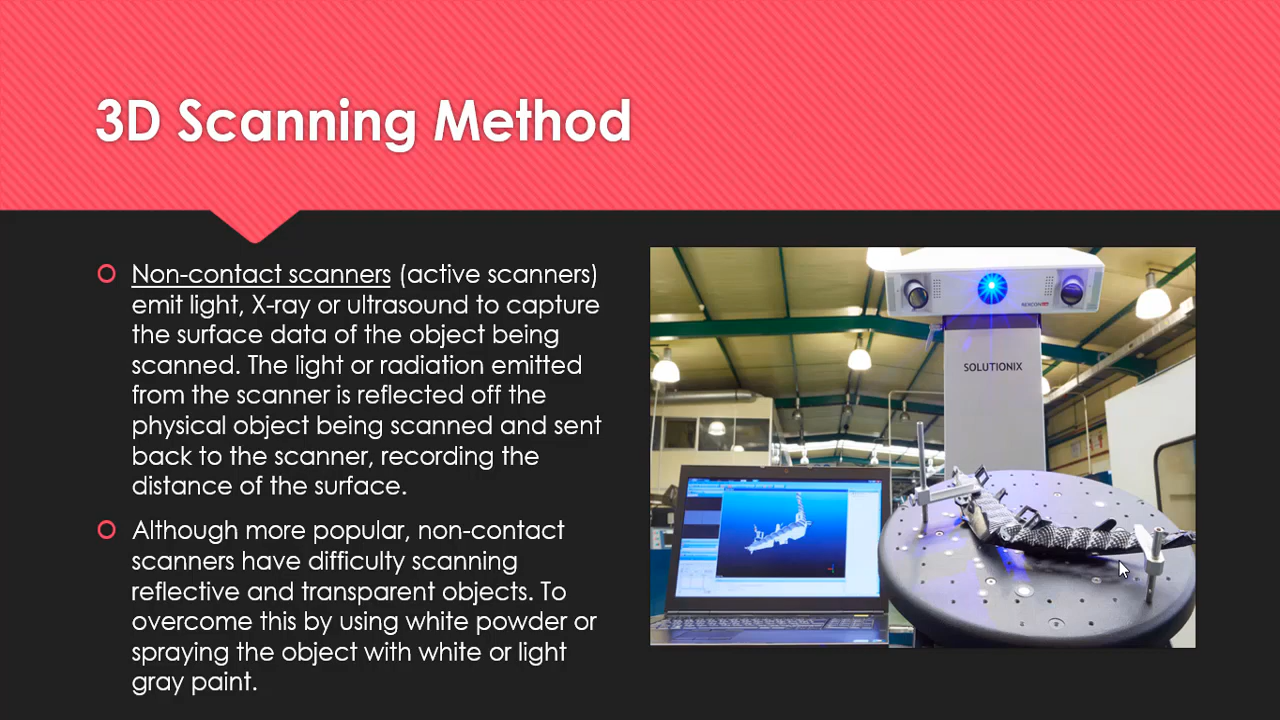 3D Scanning Method
Non-contact scanners (active scanners)
emit light, X-ray or ultrasound to capture
the surface data of the object being
scanned. The light or radiation emitted
from the scanner is reflected off the
physical object being scanned and sent
back to the scanner, recording the
distance of the surface.
Although more popular, non-contact
scanners have difficulty scanning
reflective and transparent objects. To
overcome this by using white powder or
spraying the object with white or light
gray paint.
SOLUTIONIX